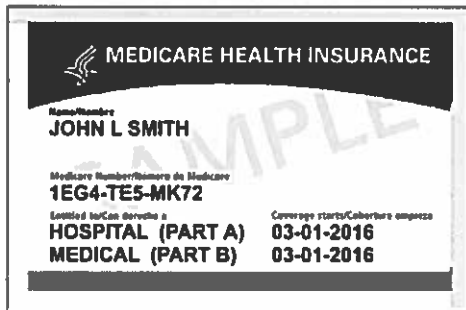 MEDICARE HEALTH INSURANCE
Name/Nombre
JOHN L SMITH
Medicare Number/Número de Medicare
1EG4-TE5-MK72
Entitled to/Con derecho a
Coverage starts/Cobertura empieza
HOSPITAL (PART A) 03-01-2016
MEDICAL (PART B) 03-01-2016
SAMPLE